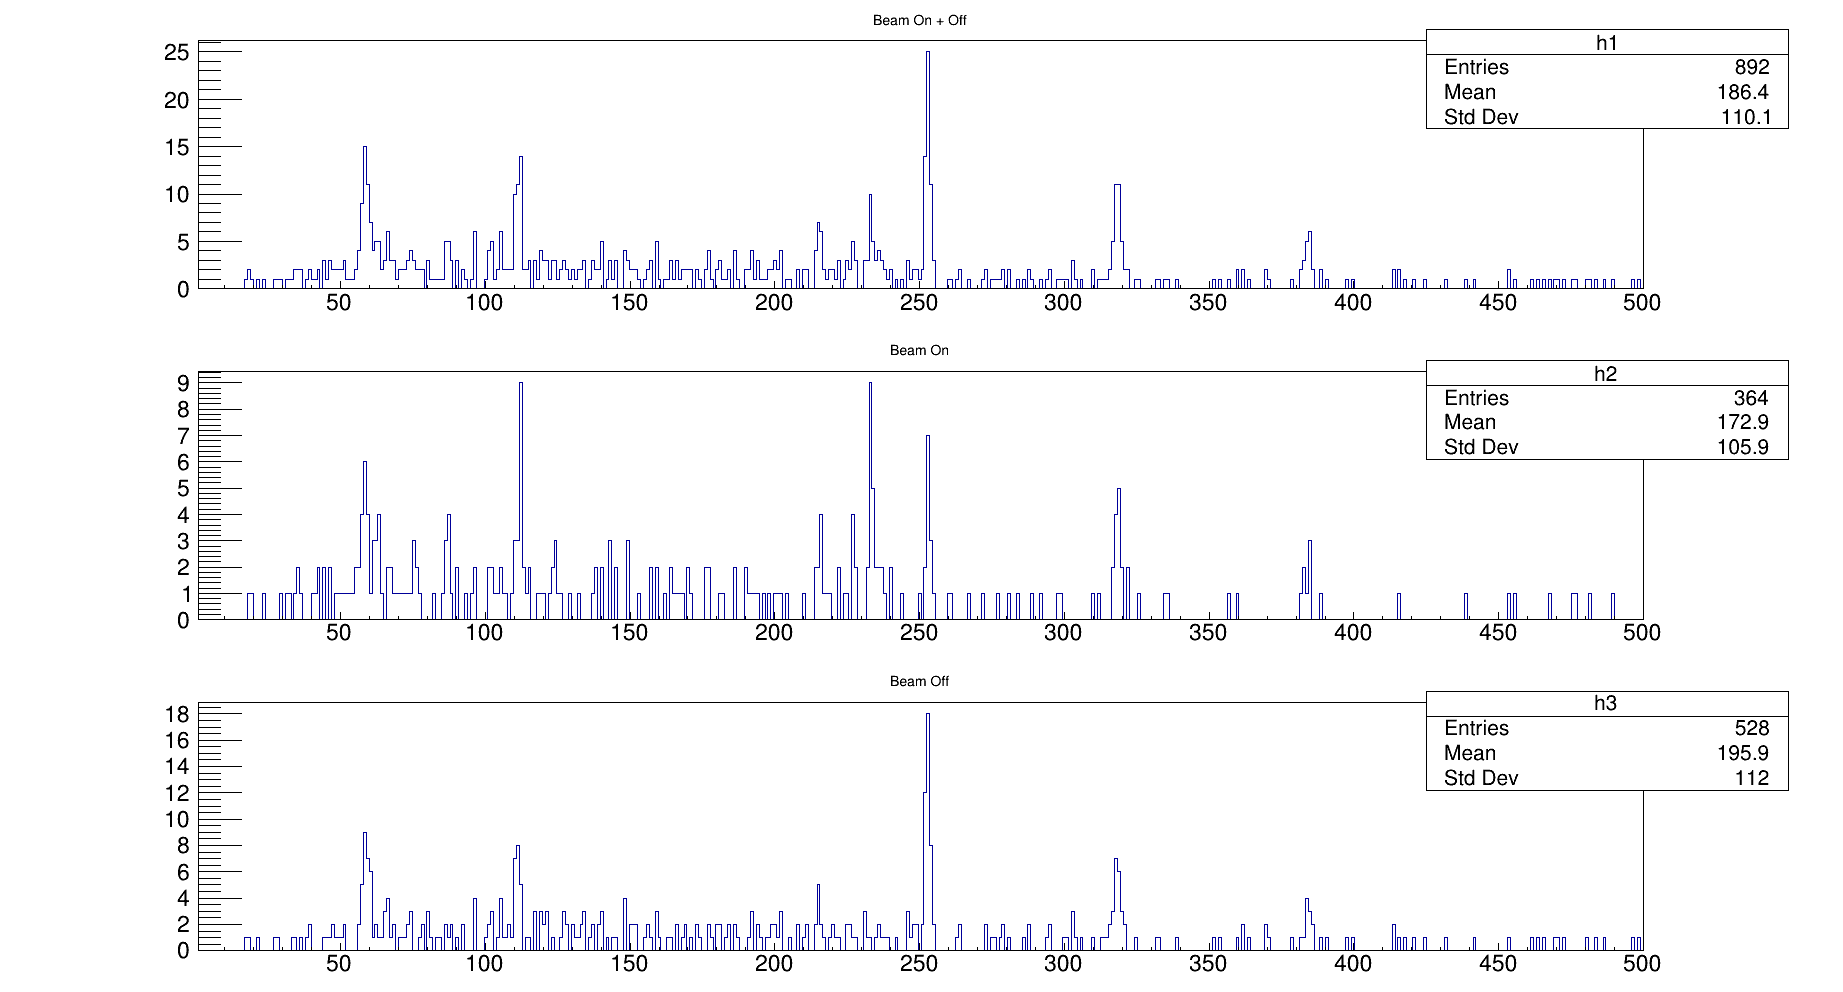 Beam On + Off
h1
Entries 892
Mean 186.4
Std Dev 110.1
25
20
15
10
5
0
50 100 150 200 250 300 350 400 450 500
Beam On
h2
Entries 364
Mean 172.9
Std Dev 105.9
9
8
7
6
5
4
3
2
1
0
50 100 150 200 250 300 350 400 450 500
Beam Off
h3
Entries 528
Mean 195.9
Std Dev 112
18
16
14
12
10
8
6
4
2
0
50 100 150 200 250 300 350 400 450 500